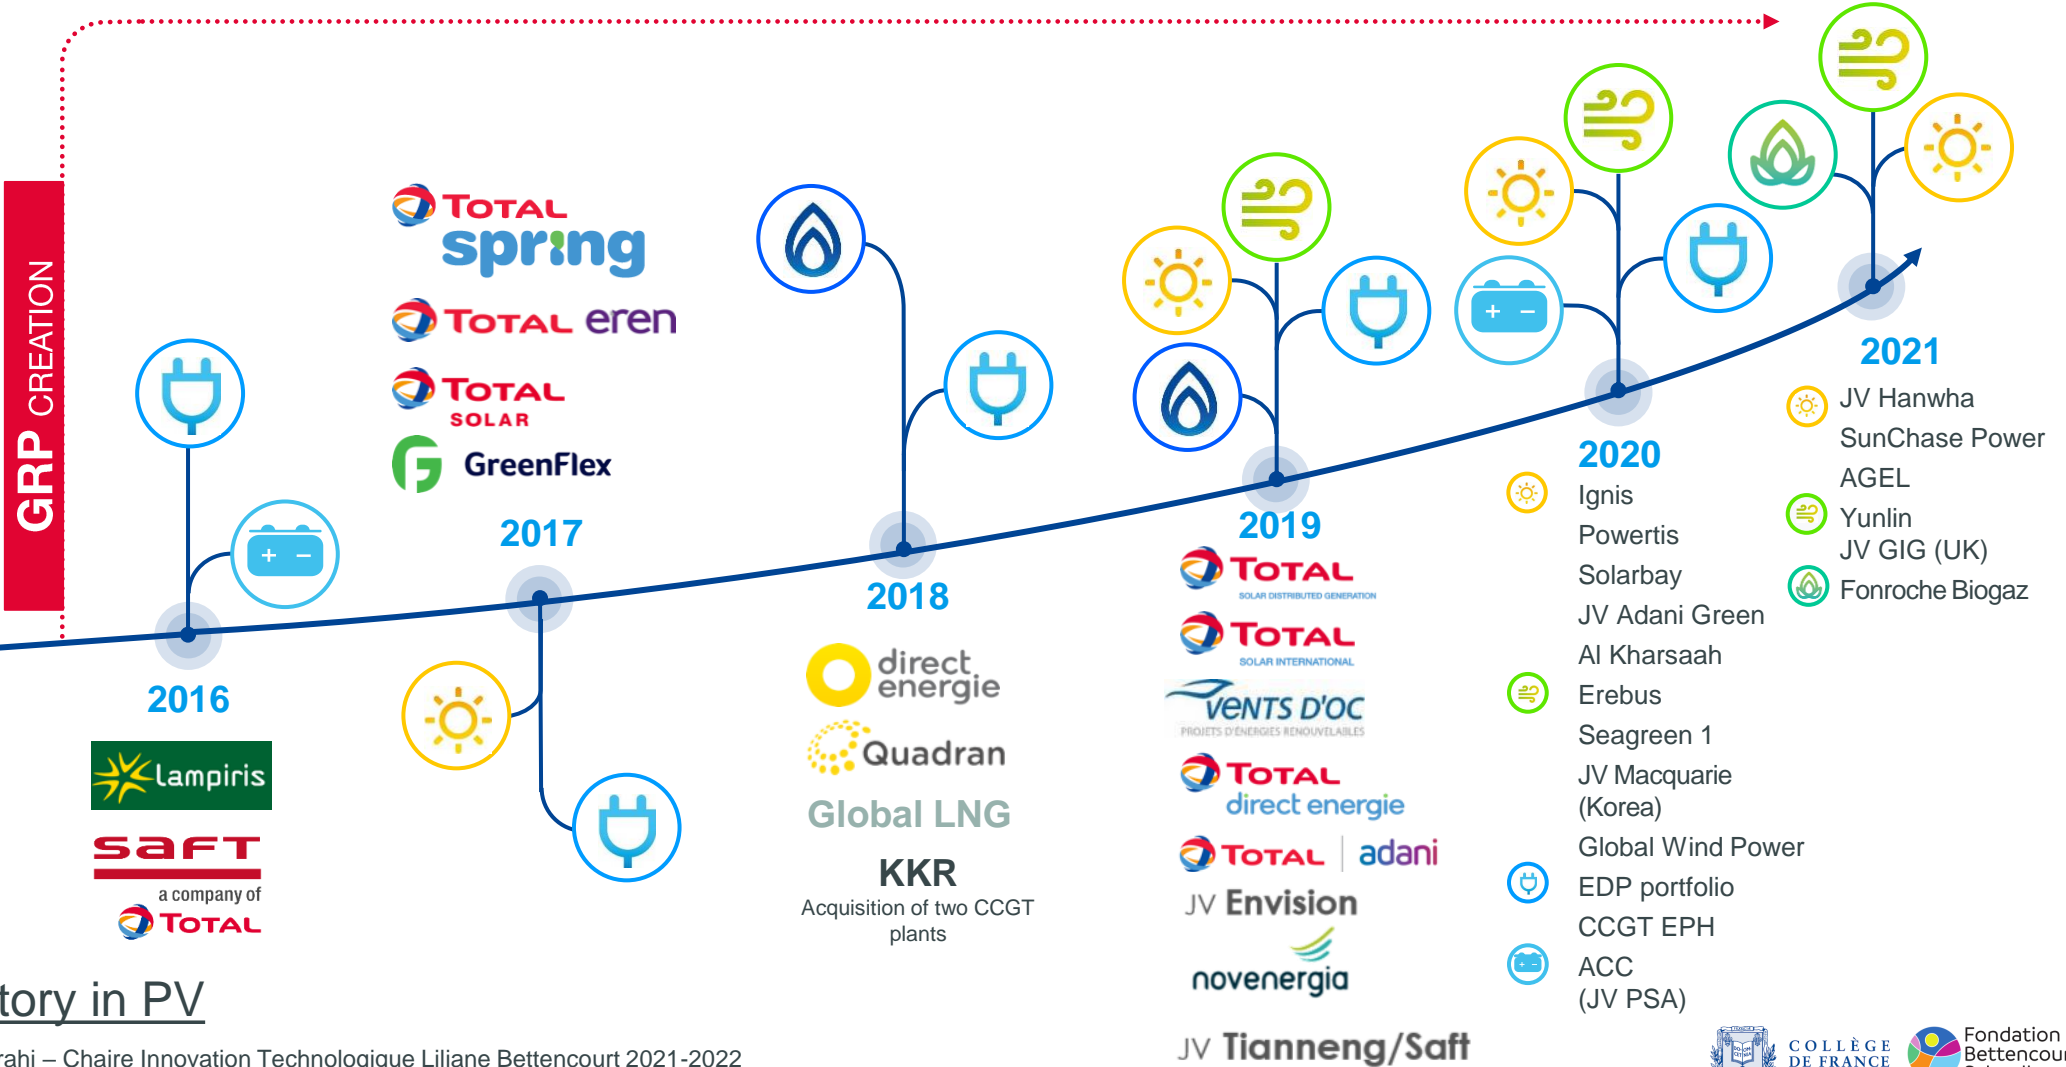 GRP CREATION
2016
lampiris
saft
a company of
TOTAL
TOTAL
spring
TOTAL eren
TOTAL
SOLAR
GreenFlex
2017
2018
direct
energie
Quadran
Global LNG
KKR
Acquisition of two CCGT
plants
2019
TOTAL
SOLAR DISTRIBUTED GENERATION
TOTAL
SOLAR INTERNATIONAL
VENTS D'OC
PROJETS D'ÉNERGIES RENOUVELABLES
TOTAL
direct energie
TOTAL adani
JV Envision
novenergia
JV Tianneng/Saft
2020
Ignis
Powertis
Solarbay
JV Adani Green
Al Kharsaah
Erebus
Seagreen 1
JV Macquarie
(Korea)
Global Wind Power
EDP portfolio
CCGT EPH
ACC
(JV PSA)
2021
JV Hanwha
SunChase Power
AGEL
Yunlin
JV GIG (UK)
Fonroche Biogaz
tory in PV
rahi – Chaire Innovation Technologique Liliane Bettencourt 2021-2022
COLLÈGE
DE FRANCE
Fondation
Bettencour